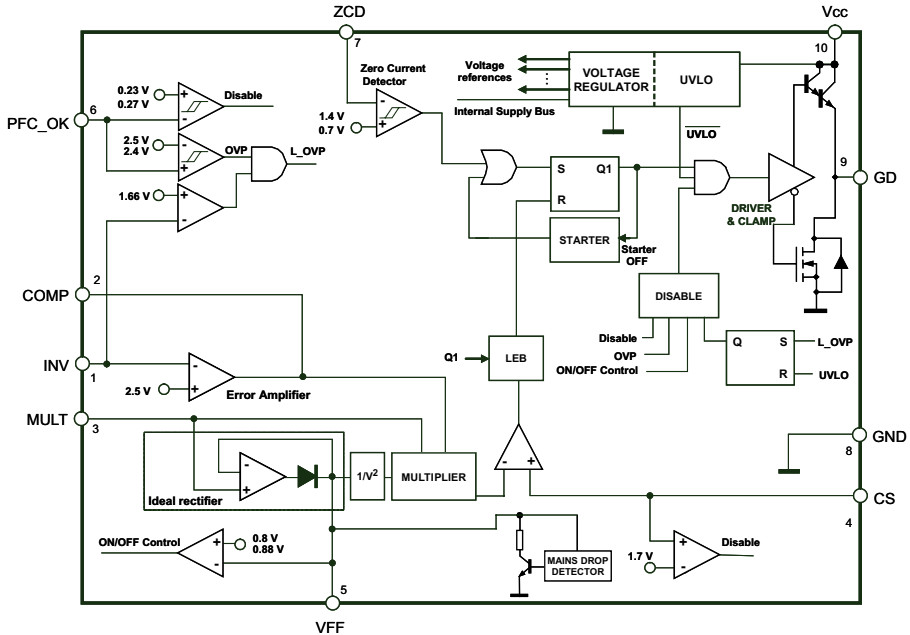 ZCD
Vcc
7
10
Zero Current
Detector
Voltage
references
VOLTAGE
REGULATOR
UVLO
Internal Supply Bus
0.23 V
0.27 V
Disable
6
PFC_OK
1.4 V
0.7 V
UVLO
2.5 V
2.4 V
OVP
L_OVP
+
-
-
+
-
+
+
-
1.66 V
S
Q1
R
9
GD
DRIVER
& CLAMP
STARTER
Starter
OFF
2
COMP
DISABLE
Disable
OVP
ON/OFF Control
Q
S
L_OVP
R
UVLO
Q1
LEB
INV
1
-
+
2.5 V
Error Amplifier
MULT
3
GND
8
-
+
Ideal rectifier
1/V2
MULTIPLIER
-
+
CS
4
ON/OFF Control
+
-
0.8 V
0.88 V
MAINS DROP
DETECTOR
1.7 V
+
-
Disable
5
VFF